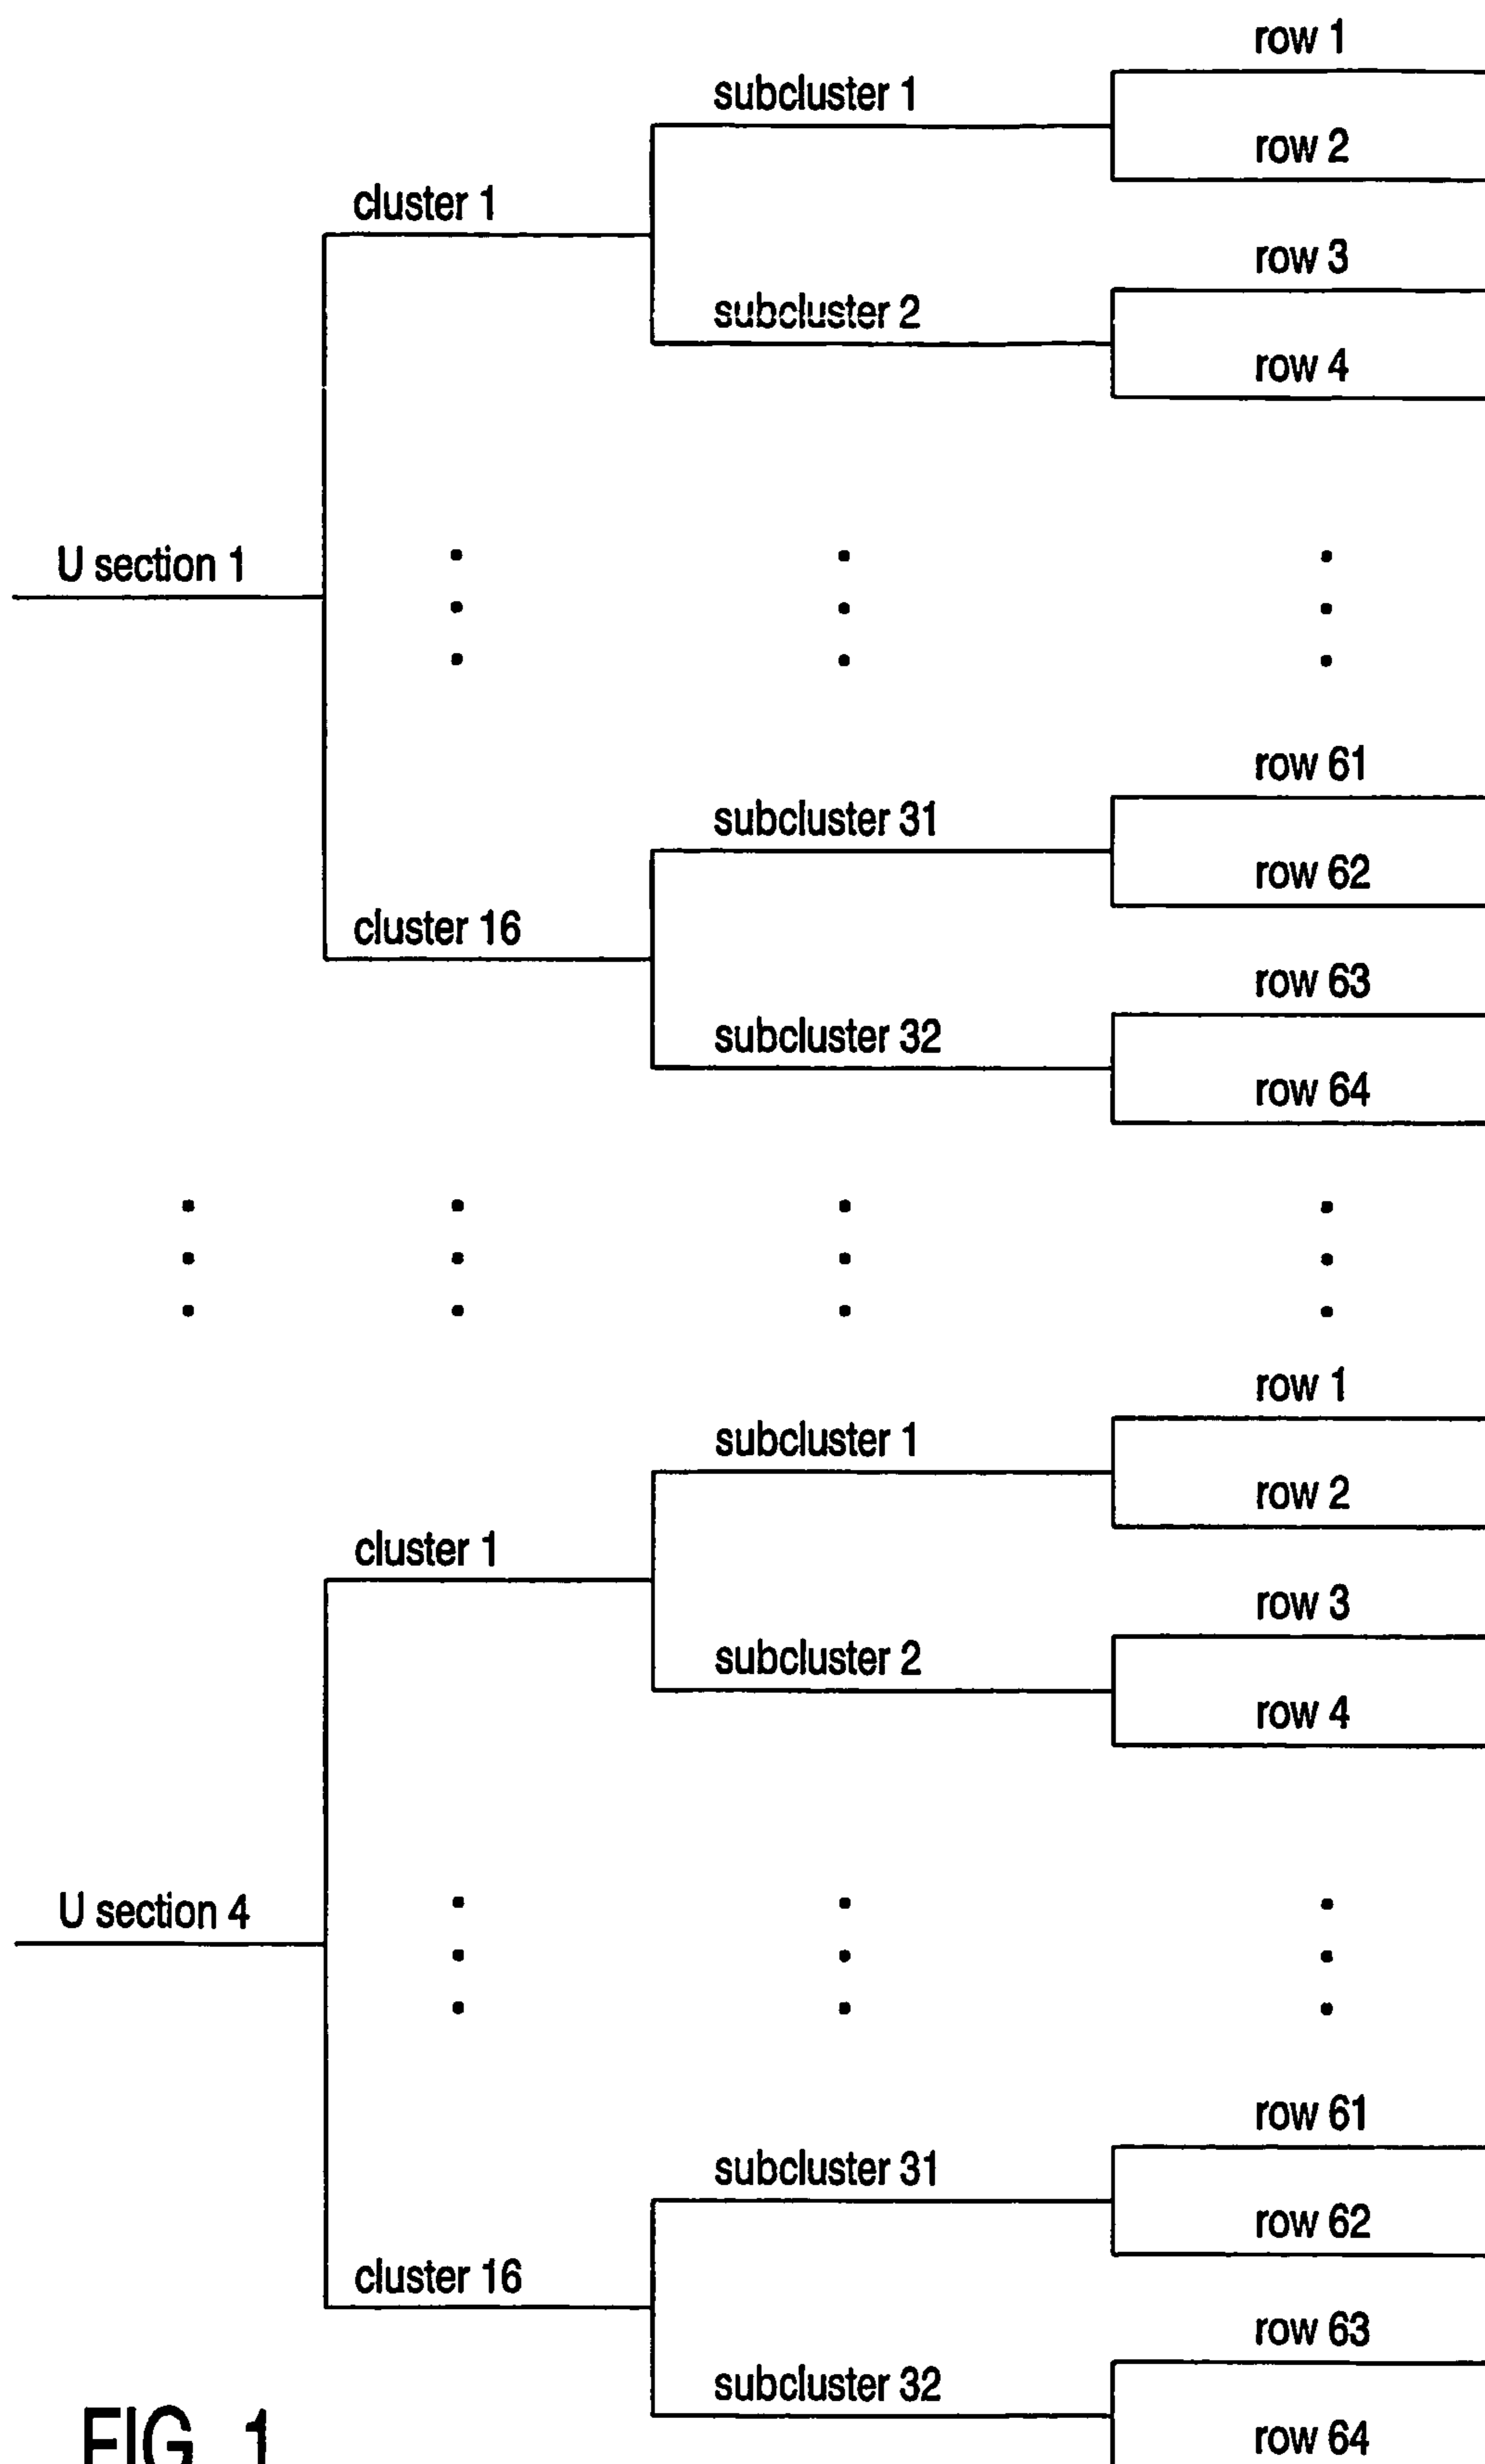 row 1
subcluster 1
row 2
cluster 1
row 3
subcluster 2
row 4
U section 1
row 61
subcluster 31
row 62
cluster 16
row 63
subcluster 32
row 64
row 1
subcluster 1
row 2
cluster 1
row 3
subcluster 2
row 4
U section 4
row 61
subcluster 31
row 62
cluster 16
row 63
subcluster 32
row 64
FIG. 1